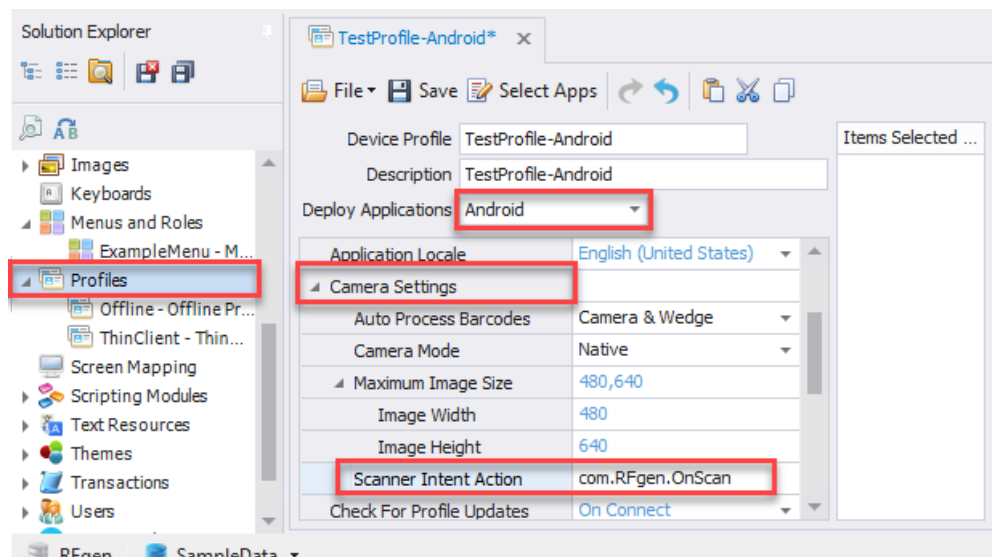 Solution Explorer
Images
Keyboards
Menus and Roles
ExampleMenu - M...
Profiles
Offline - Offline Pr...
ThinClient - Thin...
Screen Mapping
Scripting Modules
Text Resources
Themes
Transactions
Users
RFgen SampleData
TestProfile-Android*
File Save Select Apps
Device Profile TestProfile-Android
Description TestProfile-Android
Deploy Applications Android
Application Locale English (United States)
Camera Settings
Auto Process Barcodes Camera & Wedge
Camera Mode Native
Maximum Image Size 480,640
Image Width 480
Image Height 640
Scanner Intent Action com.RFgen.OnScan
Check For Profile Updates On Connect
Items Selected ...